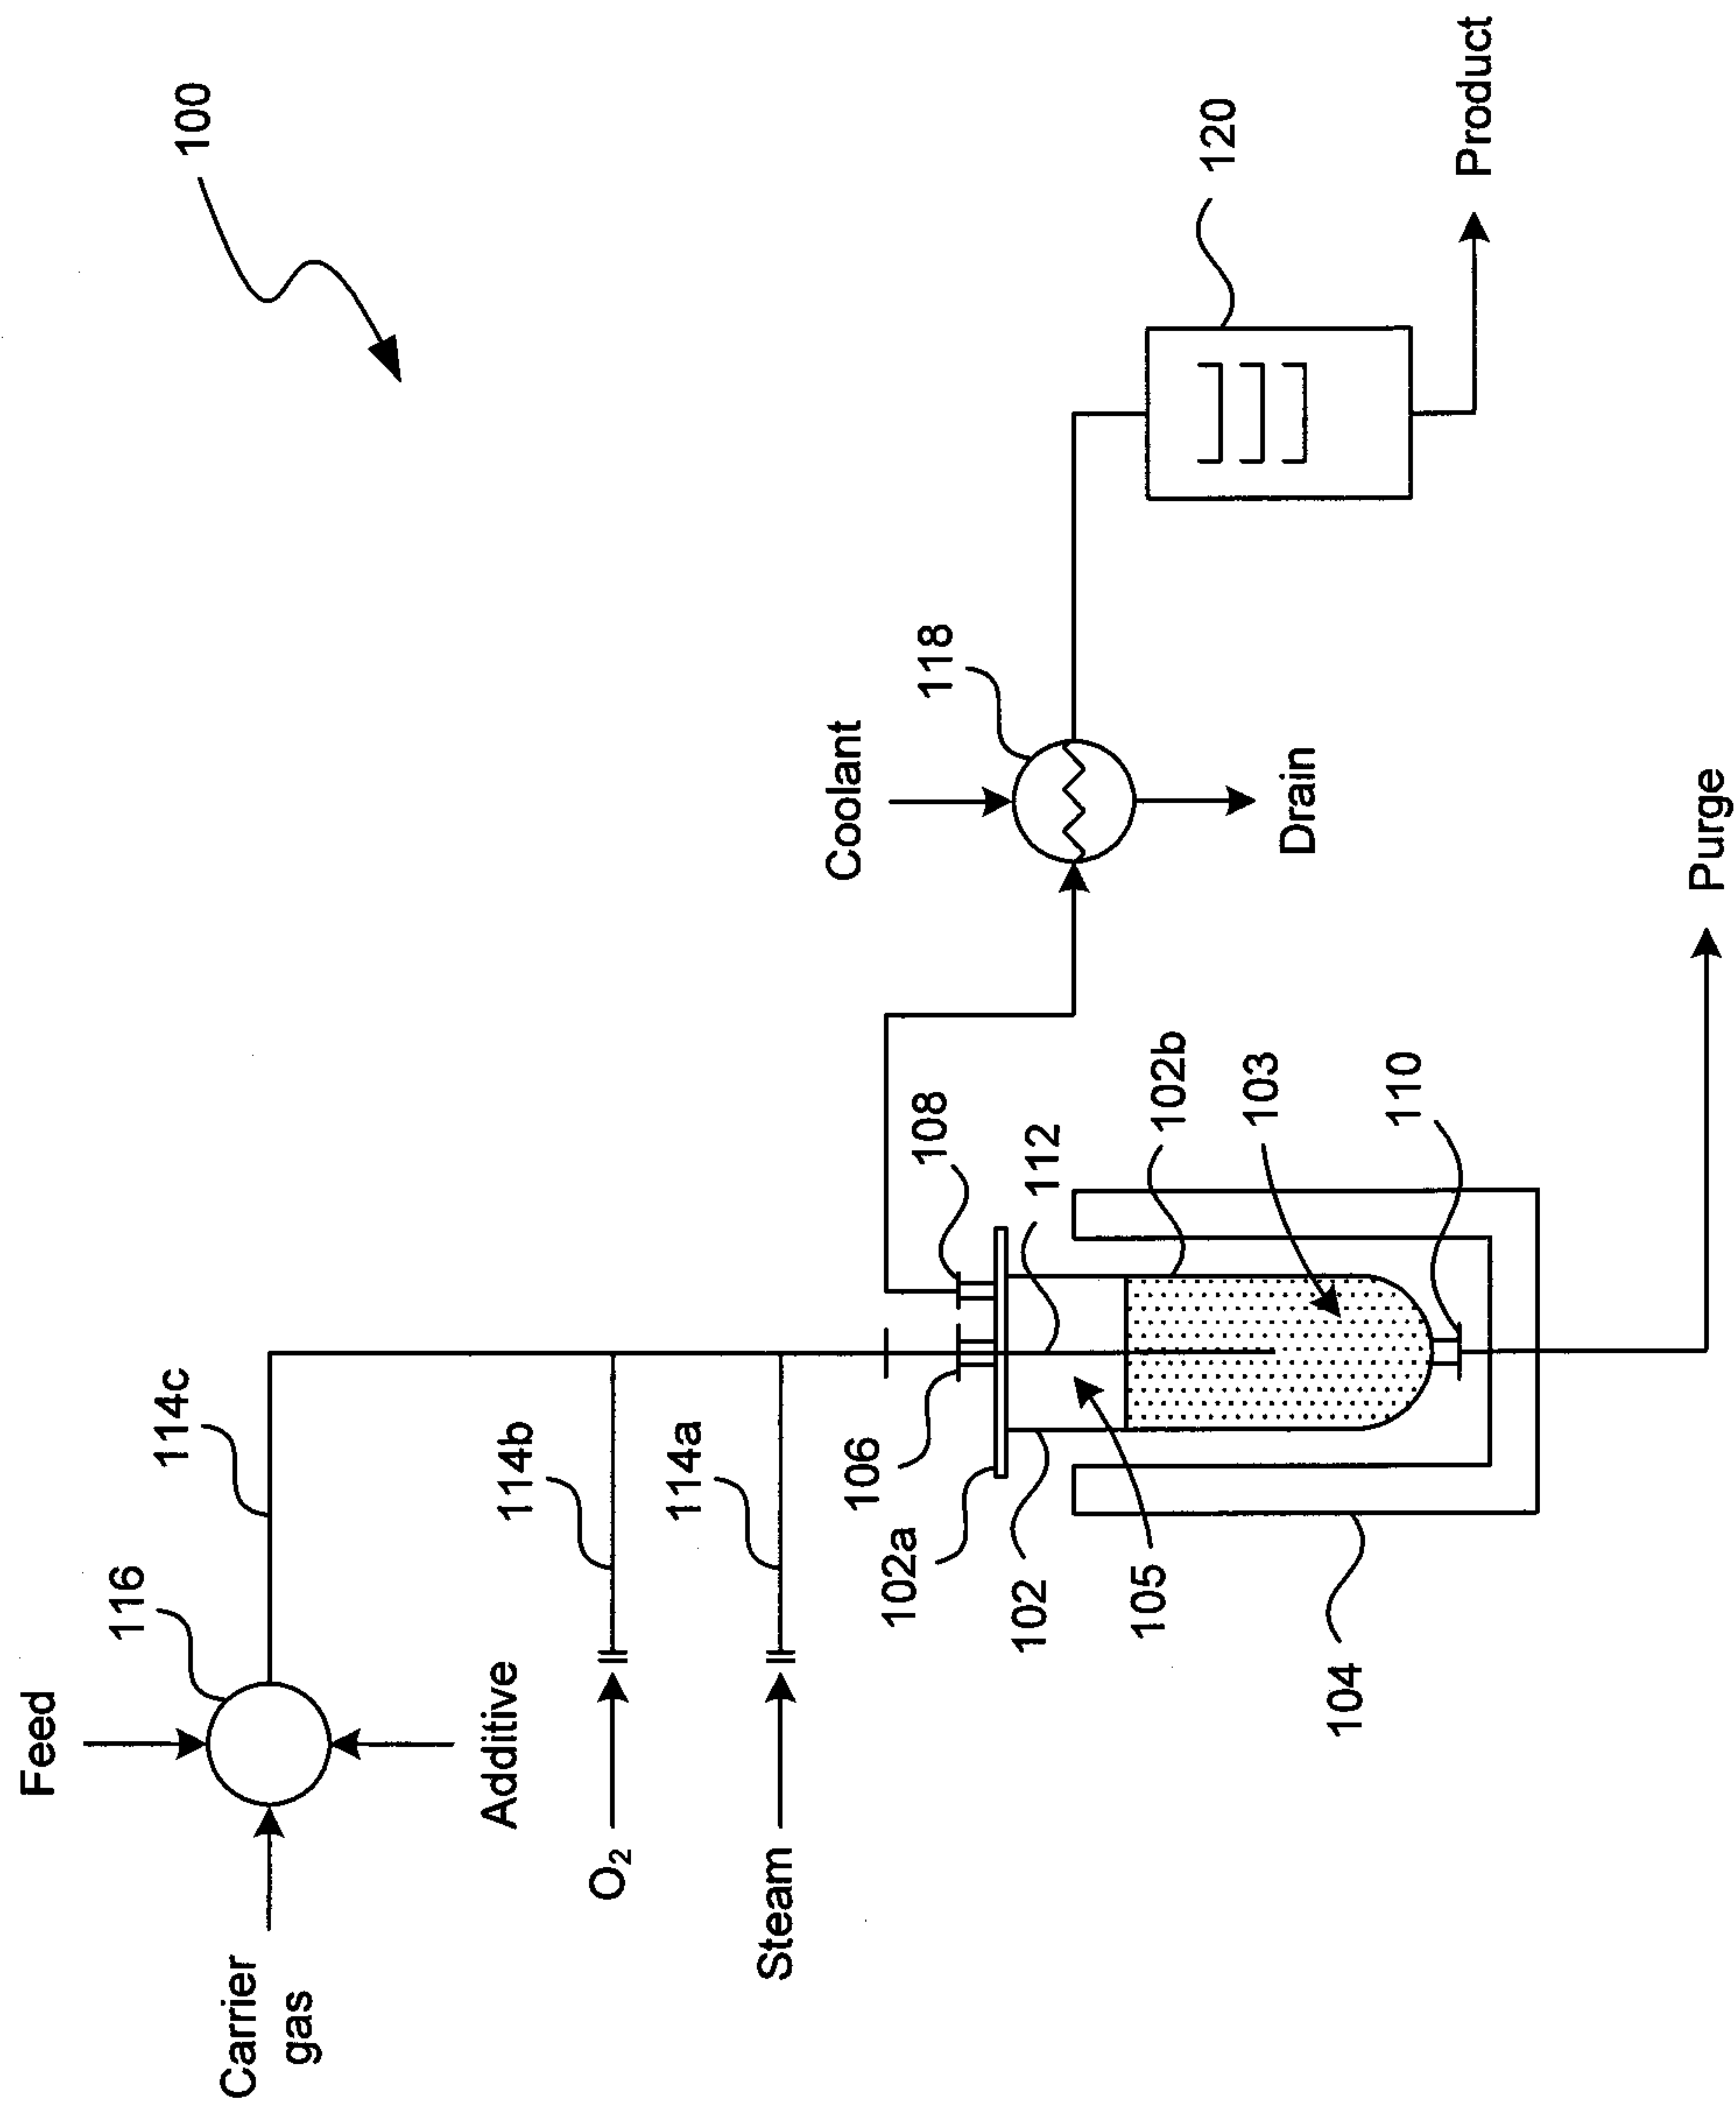 Feed
116
114c
100
Carrier
gas
Additive
114b
O₂
114a
Steam
Coolant
106
102a
108
118
102
112
105
102b
120
103
Drain
104
110
Product
Purge